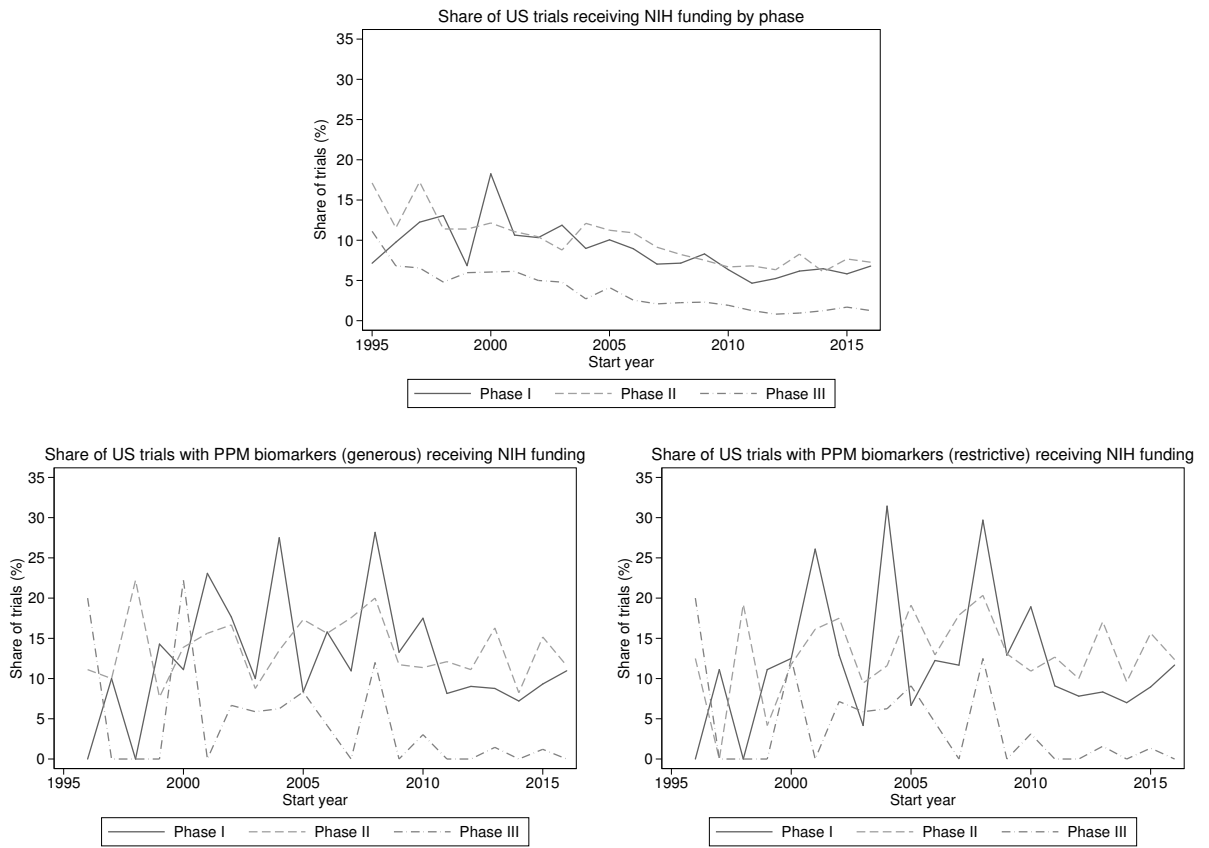 Share of US trials receiving NIH funding by phase
35
30
25
20
15
10
5
0
Share of trials (%)
1995 2000 2005 2010 2015
Start year
Phase I Phase II Phase III
Share of US trials with PPM biomarkers (generous) receiving NIH funding
35
30
25
20
15
10
5
0
Share of trials (%)
1995 2000 2005 2010 2015
Start year
Phase I Phase II Phase III
Share of US trials with PPM biomarkers (restrictive) receiving NIH funding
35
30
25
20
15
10
5
0
Share of trials (%)
1995 2000 2005 2010 2015
Start year
Phase I Phase II Phase III